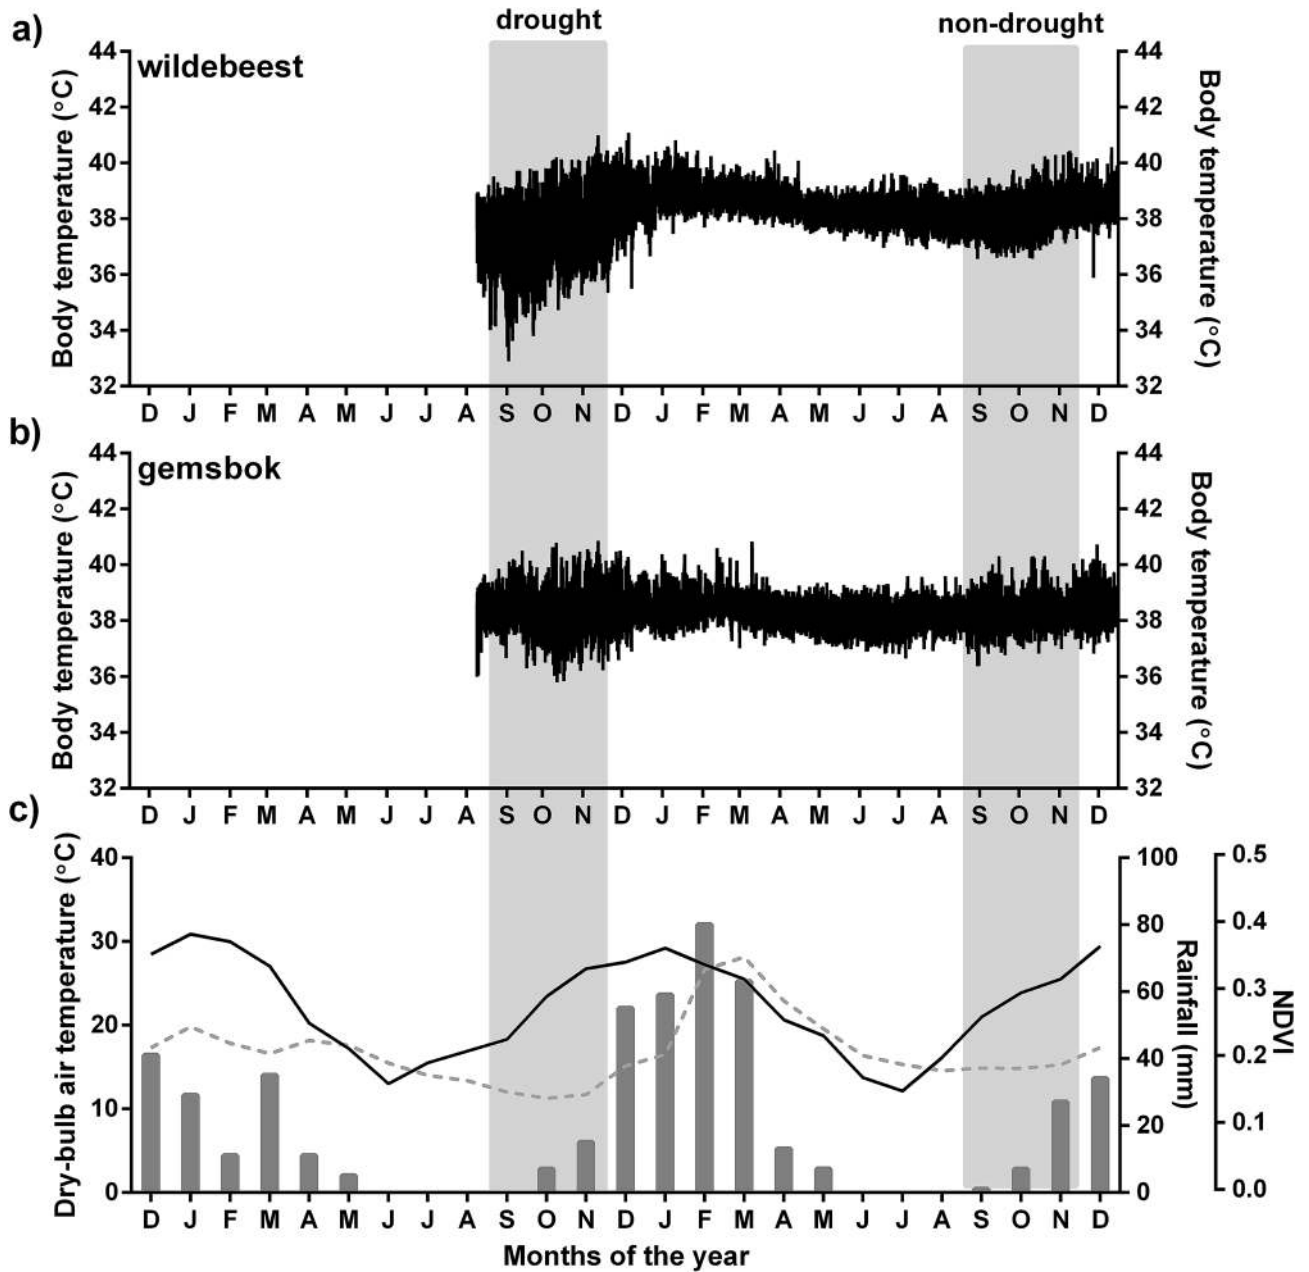 drought
non-drought
a)
wildebeest
Body temperature (°C)
44
42
40
38
36
34
32
44
42
40
38
36
34
32
Body temperature (°C)
D J F M A M J J A S O N D J F M A M J J A S O N D
b)
gemsbok
Body temperature (°C)
44
42
40
38
36
34
32
44
42
40
38
36
34
32
Body temperature (°C)
D J F M A M J J A S O N D J F M A M J J A S O N D
c)
Dry-bulb air temperature (°C)
40
30
20
10
0
100
80
60
40
20
0
Rainfall (mm)
0.5
0.4
0.3
0.2
0.1
0.0
NDVI
D J F M A M J J A S O N D J F M A M J J A S O N D
Months of the year